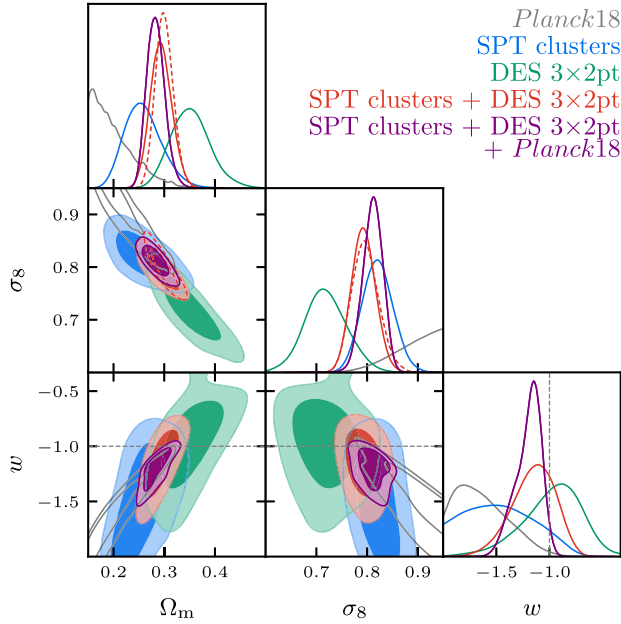 Planck18
SPT clusters
DES 3×2pt
SPT clusters + DES 3×2pt
SPT clusters + DES 3×2pt
+ Planck18
0.9
0.8
0.7
σ₈
−0.5
−1.0
−1.5
w
0.2 0.3 0.4
0.7 0.8 0.9
−1.5 −1.0
Ωₘ σ₈ w